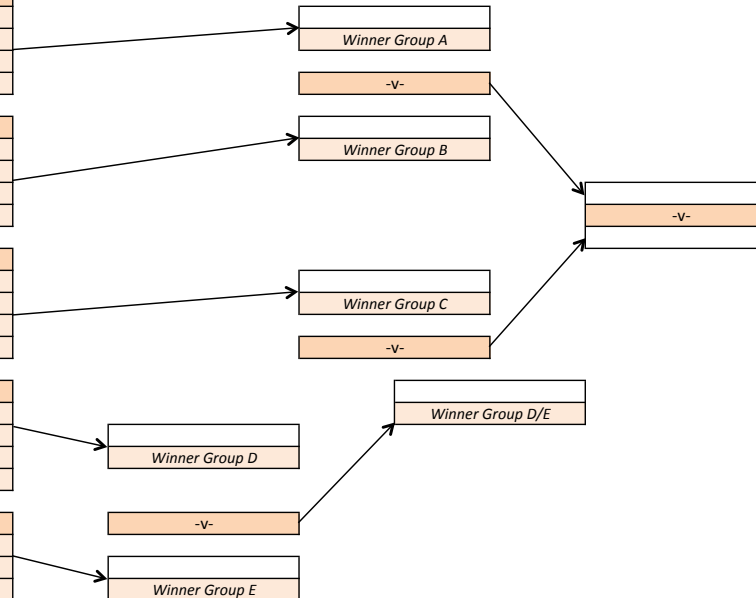 Winner Group A
-v-
Winner Group B
-v-
Winner Group C
-v-
Winner Group D/E
Winner Group D
-v-
Winner Group E